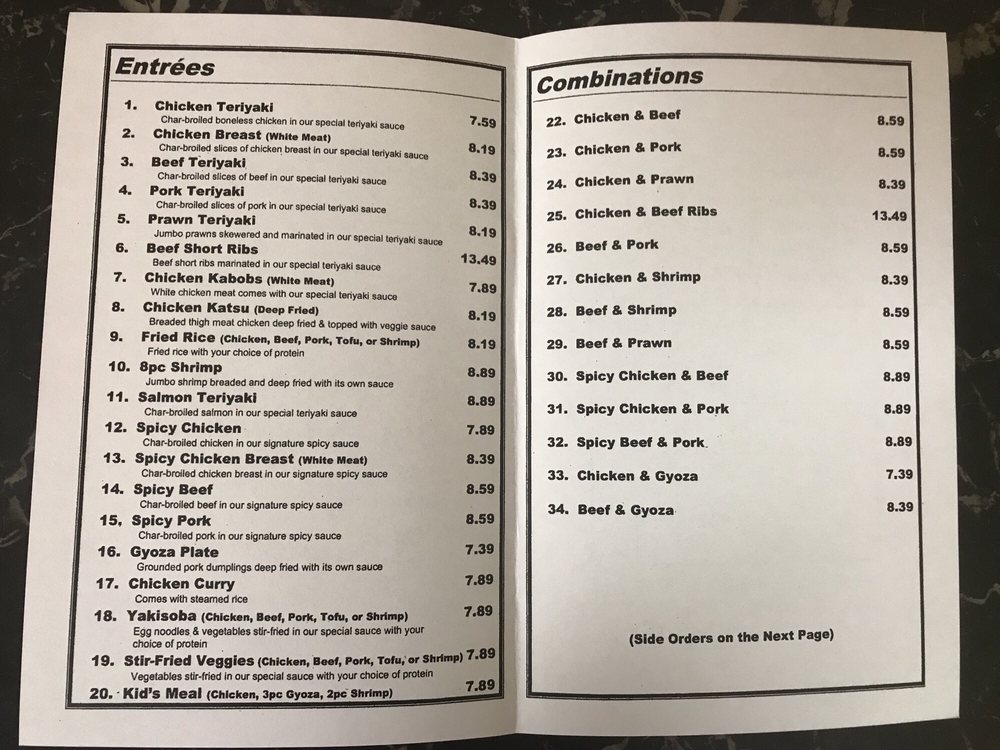 Entrées
1. Chicken Teriyaki 7.59
Char-broiled boneless chicken in our special teriyaki sauce
2. Chicken Breast (White Meat) 8.19
Char-broiled slices of chicken breast in our special teriyaki sauce
3. Beef Teriyaki 8.39
Char-broiled slices of beef in our special teriyaki sauce
4. Pork Teriyaki 8.39
Char-broiled slices of pork in our special teriyaki sauce
5. Prawn Teriyaki 8.19
Jumbo prawns skewered and marinated in our special teriyaki sauce
6. Beef Short Ribs 13.49
Beef short ribs marinated in our special teriyaki sauce
7. Chicken Kabobs (White Meat) 7.89
White chicken meat comes with our special teriyaki sauce
8. Chicken Katsu (Deep Fried) 8.19
Breaded thigh meat chicken deep fried & topped with veggie sauce
9. Fried Rice (Chicken, Beef, Pork, Tofu, or Shrimp) 8.19
Fried rice with your choice of protein
10. 8pc Shrimp 8.89
Jumbo shrimp breaded and deep fried with its own sauce
11. Salmon Teriyaki 8.89
Char-broiled salmon in our special teriyaki sauce
12. Spicy Chicken 7.89
Char-broiled chicken in our signature spicy sauce
13. Spicy Chicken Breast (White Meat) 8.39
Char-broiled chicken breast in our signature spicy sauce
14. Spicy Beef 8.59
Char-broiled beef in our signature spicy sauce
15, Spicy Pork 8.59
Char-broiled pork in our signature spicy sauce
16. Gyoza Plate 7.39
Grounded pork dumplings deep fried with its own sauce
17. Chicken Curry 7.89
Comes with steamed rice
18. Yakisoba (Chicken, Beef, Pork, Tofu, or Shrimp) 7.89
Egg noodles & vegetables stir-fried in our special sauce with your
choice of protein
19. Stir-Fried Veggies (Chicken, Beef, Pork, Tofu, or Shrimp) 7.89
Vegetables stir-fried in our special sauce with your choice of protein
20. Kid's Meal (Chicken, 3pc Gyoza, 2pc Shrimp) 7.89
Combinations
22. Chicken & Beef 8.59
23. Chicken & Pork 8.59
24. Chicken & Prawn 8.39
25. Chicken & Beef Ribs 13.49
26. Beef & Pork 8.59
27. Chicken & Shrimp 8.39
28. Beef & Shrimp 8.59
29. Beef & Prawn 8.59
30. Spicy Chicken & Beef 8.89
31. Spicy Chicken & Pork 8.89
32. Spicy Beef & Pork 8.89
33. Chicken & Gyoza 7.39
34. Beef & Gyoza 8.39
(Side Orders on the Next Page)